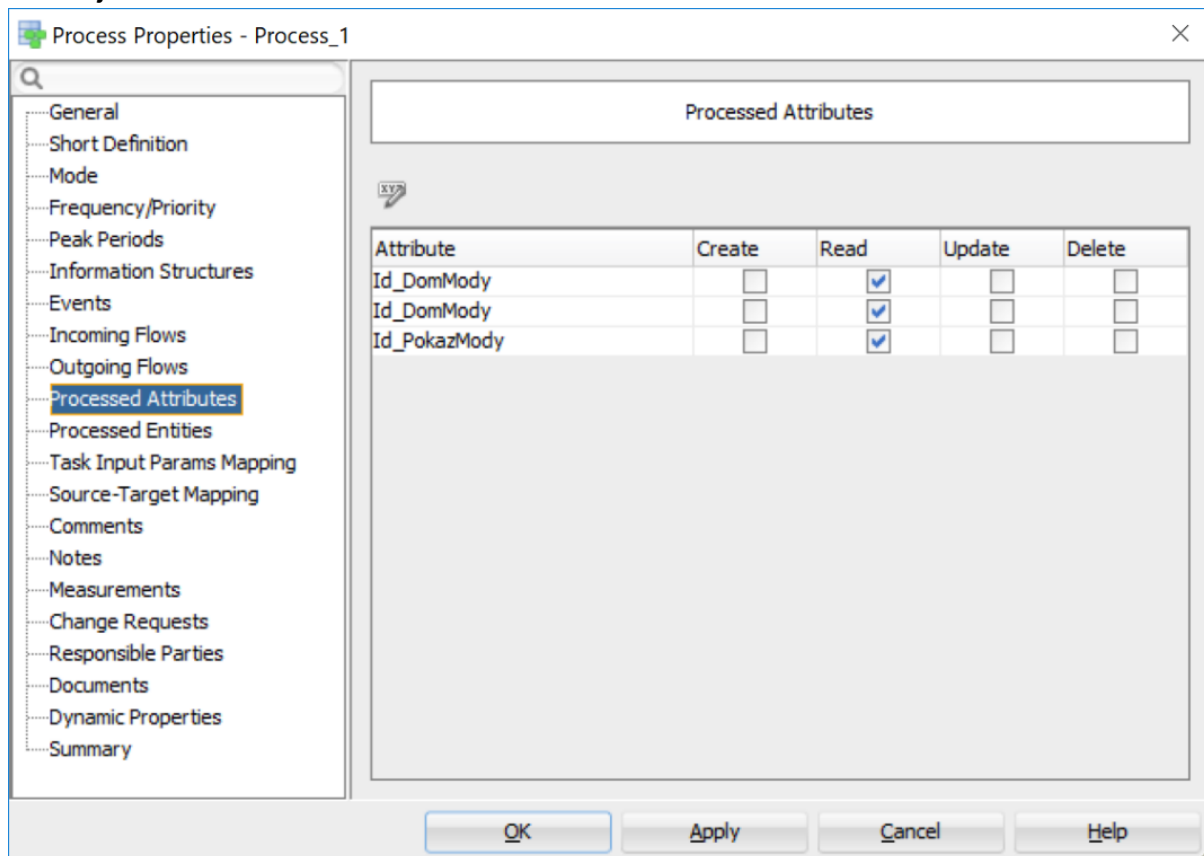 Process Properties - Process_1
General
Short Definition
Mode
Frequency/Priority
Peak Periods
Information Structures
Events
Incoming Flows
Outgoing Flows
Processed Attributes
Processed Entities
Task Input Params Mapping
Source-Target Mapping
Comments
Notes
Measurements
Change Requests
Responsible Parties
Documents
Dynamic Properties
Summary
Processed Attributes
XY
Attribute Create Read Update Delete
Id_DomMody
Id_DomMody
Id_PokazMody
OK Apply Cancel Help